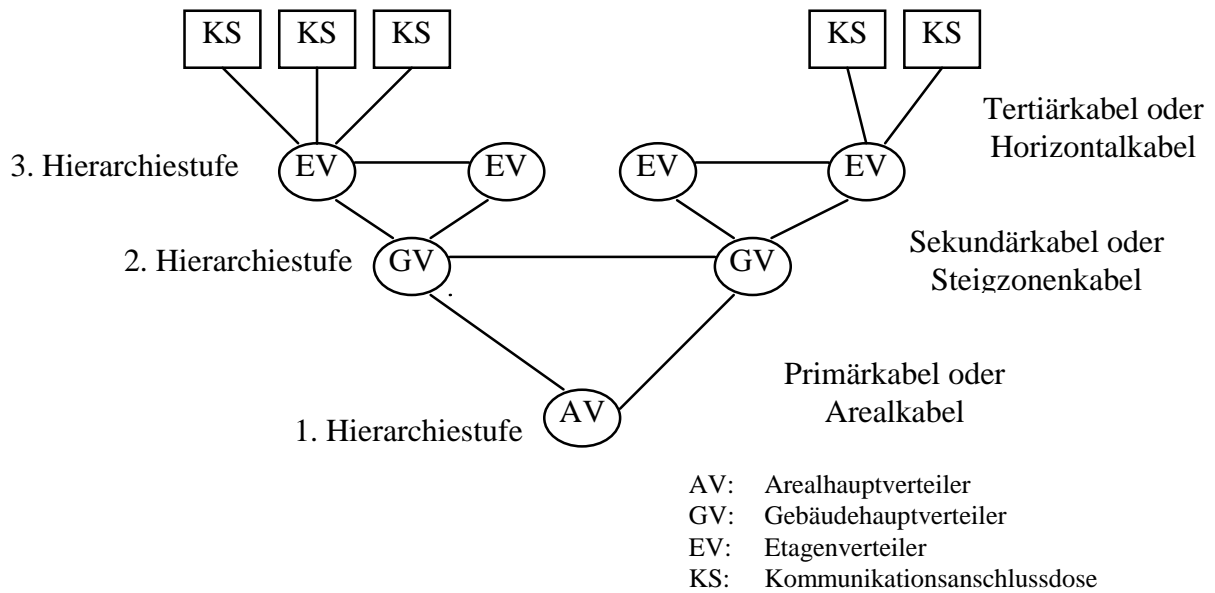 KS KS KS KS KS
Tertiärkabel oder
Horizontalkabel
3. Hierarchiestufe EV EV EV EV
Sekundärkabel oder
Steigzonenkabel
2. Hierarchiestufe GV GV
Primärkabel oder
Arealkabel
1. Hierarchiestufe AV
AV: Arealhauptverteiler
GV: Gebäudehauptverteiler
EV: Etagenverteiler
KS: Kommunikationsanschlussdose